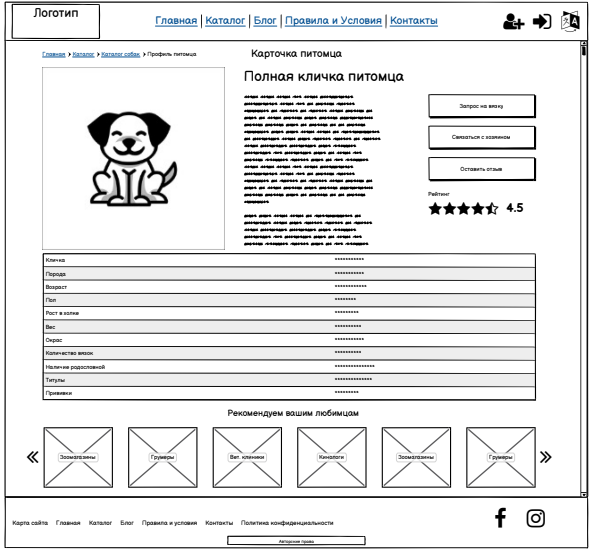 Логотип
Главная | Каталог | Блог | Правила и Условия | Контакты
Главная > Каталог > Каталог собак > Профиль питомца
Карточка питомца
Полная кличка питомца
Запрос на вязку
Связаться с хозяином
Оставить отзыв
Рейтинг
4.5
Кличка ***********
Порода ***********
Возраст ************
Пол ********
Рост в холке *********
Вес **********
Окрас **********
Количество вязок **********
Наличие родословной ***************
Титулы **************
Прививки *********
Рекомендуем вашим любимцам
Зоомагазины Грумеры Вет. клиники Кинологи Зоомагазины Грумеры
Карта сайта Главная Каталог Блог Правила и условия Контакты Политика конфиденциальности
Авторские права